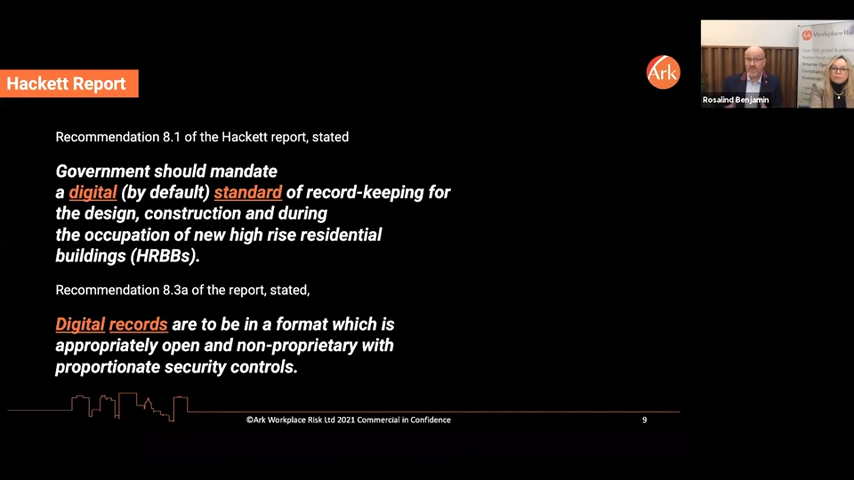 Hackett Report
Ark
Recommendation 8.1 of the Hackett report, stated
Government should mandate
a digital (by default) standard of record-keeping for
the design, construction and during
the occupation of new high rise residential
buildings (HRBBs).
Recommendation 8.3a of the report, stated,
Digital records are to be in a format which is
appropriately open and non-proprietary with
proportionate security controls.
©Ark Workplace Risk Ltd 2021 Commercial in Confidence
9
Ark Workplace Risk
Rosalind Benjamin